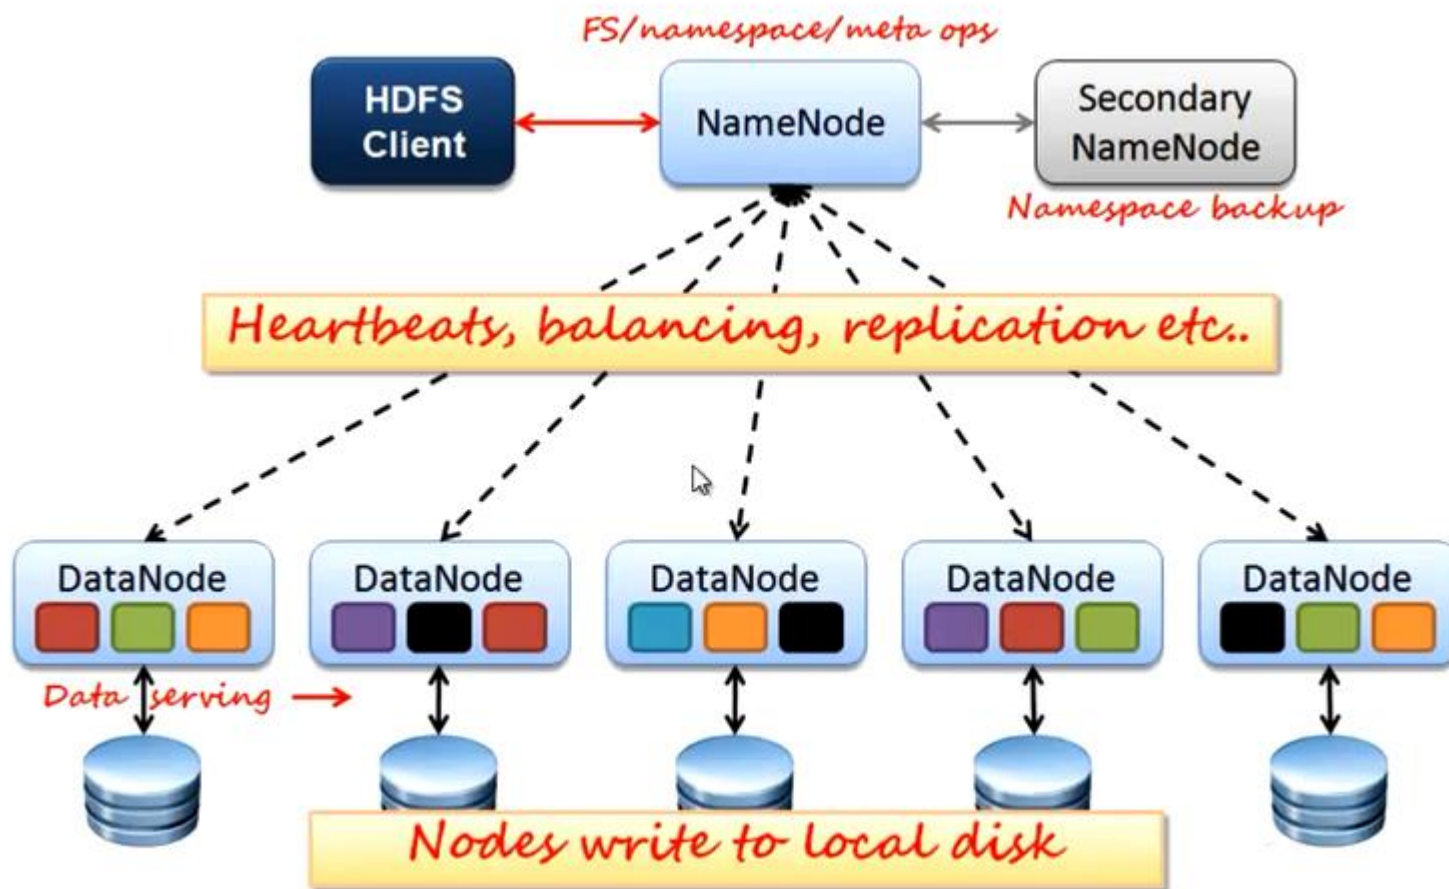 FS/namespace/meta ops
HDFS
Client
NameNode
Secondary
NameNode
Namespace backup
Heartbeats, balancing, replication etc..
DataNode
DataNode
DataNode
DataNode
DataNode
Data serving
Nodes write to local disk